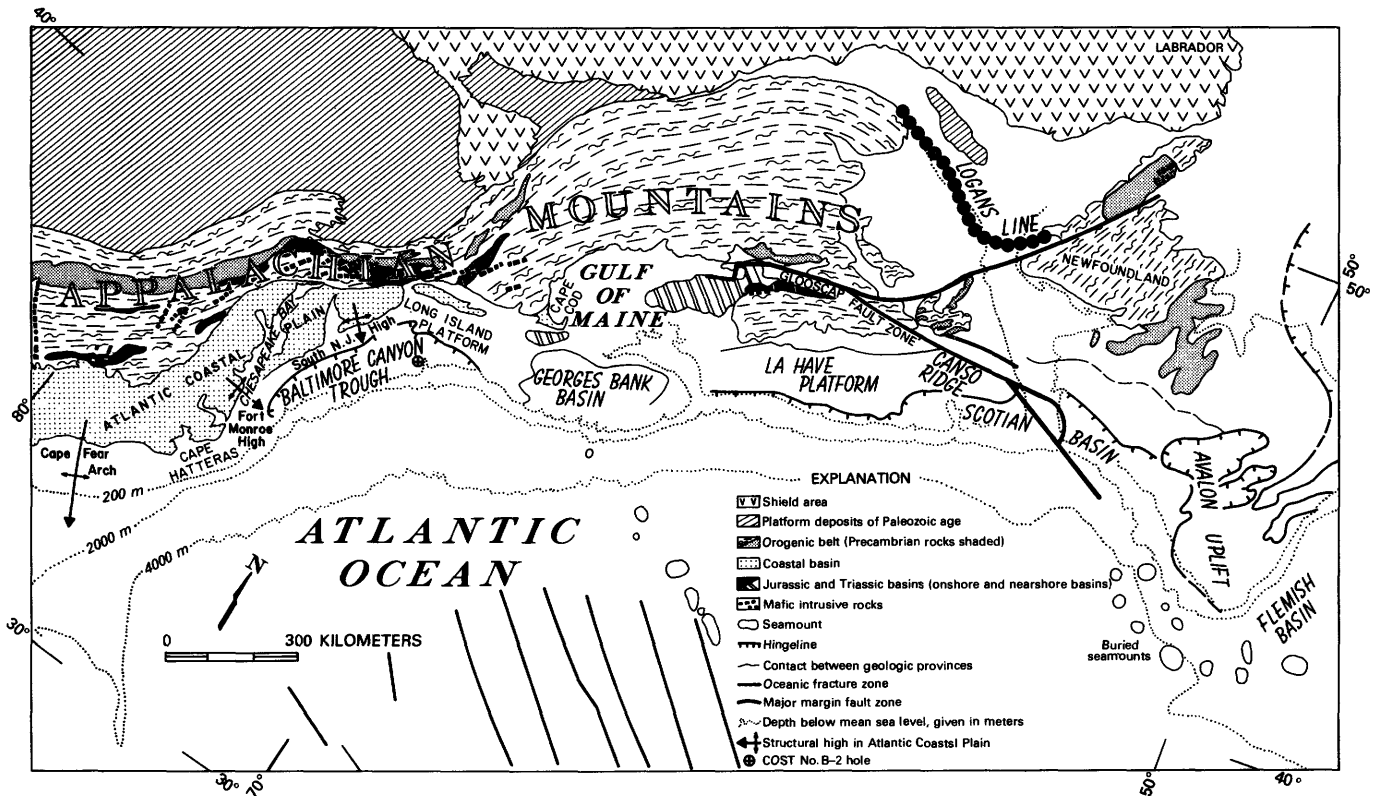 40°
LABRADOR
LOGANS
LINE
APPALACHIAN
MOUNTAINS
NEWFOUNDLAND
50°
50°
GULF
OF
MAINE
CAPE
COD
GLOOSCAP FAULT ZONE
LONG ISLAND
PLATFORM
South N.J. High
CHESAPEAKE BAY
ATLANTIC COASTAL PLAIN
BALTIMORE CANYON
TROUGH
GEORGES BANK
BASIN
LA HAVE
PLATFORM
CANSO
RIDGE
SCOTIAN
BASIN
80°
Fort
Monroe
High
CAPE
HATTERAS
Cape Fear
Arch
AVALON
UPLIFT
200 m
2000 m
4000 m
ATLANTIC
OCEAN
N
0 300 KILOMETERS
30°
FLEMISH
BASIN
Buried
seamounts
EXPLANATION
Shield area
Platform deposits of Paleozoic age
Orogenic belt (Precambrian rocks shaded)
Coastal basin
Jurassic and Triassic basins (onshore and nearshore basins)
Mafic intrusive rocks
Seamount
Hingeline
Contact between geologic provinces
Oceanic fracture zone
Major margin fault zone
Depth below mean sea level, given in meters
Structural high in Atlantic Coastsl Plain
COST No. B-2 hole
30°
70°
50°
40°